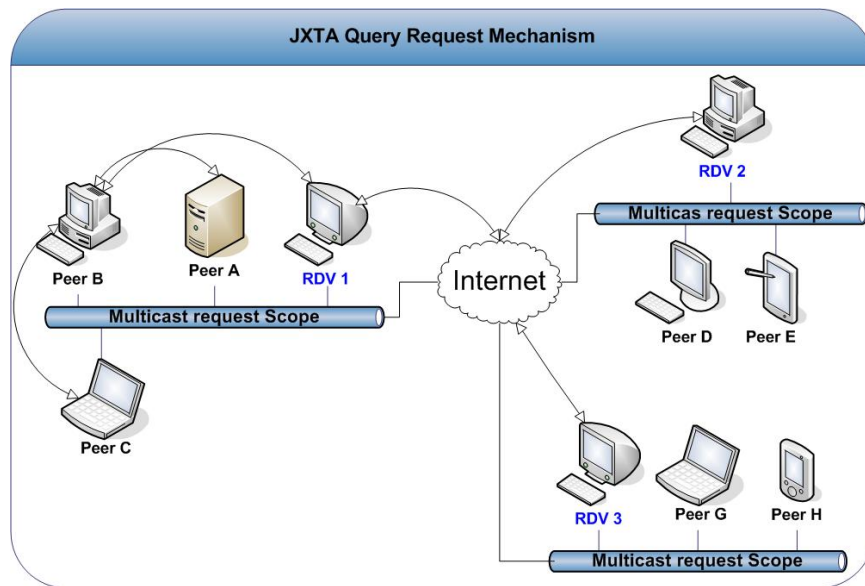 JXTA Query Request Mechanism
RDV 2
Multicas request Scope
Peer B
Peer A
RDV 1
Internet
Peer D
Peer E
Multicast request Scope
Peer C
RDV 3
Peer G
Peer H
Multicast request Scope